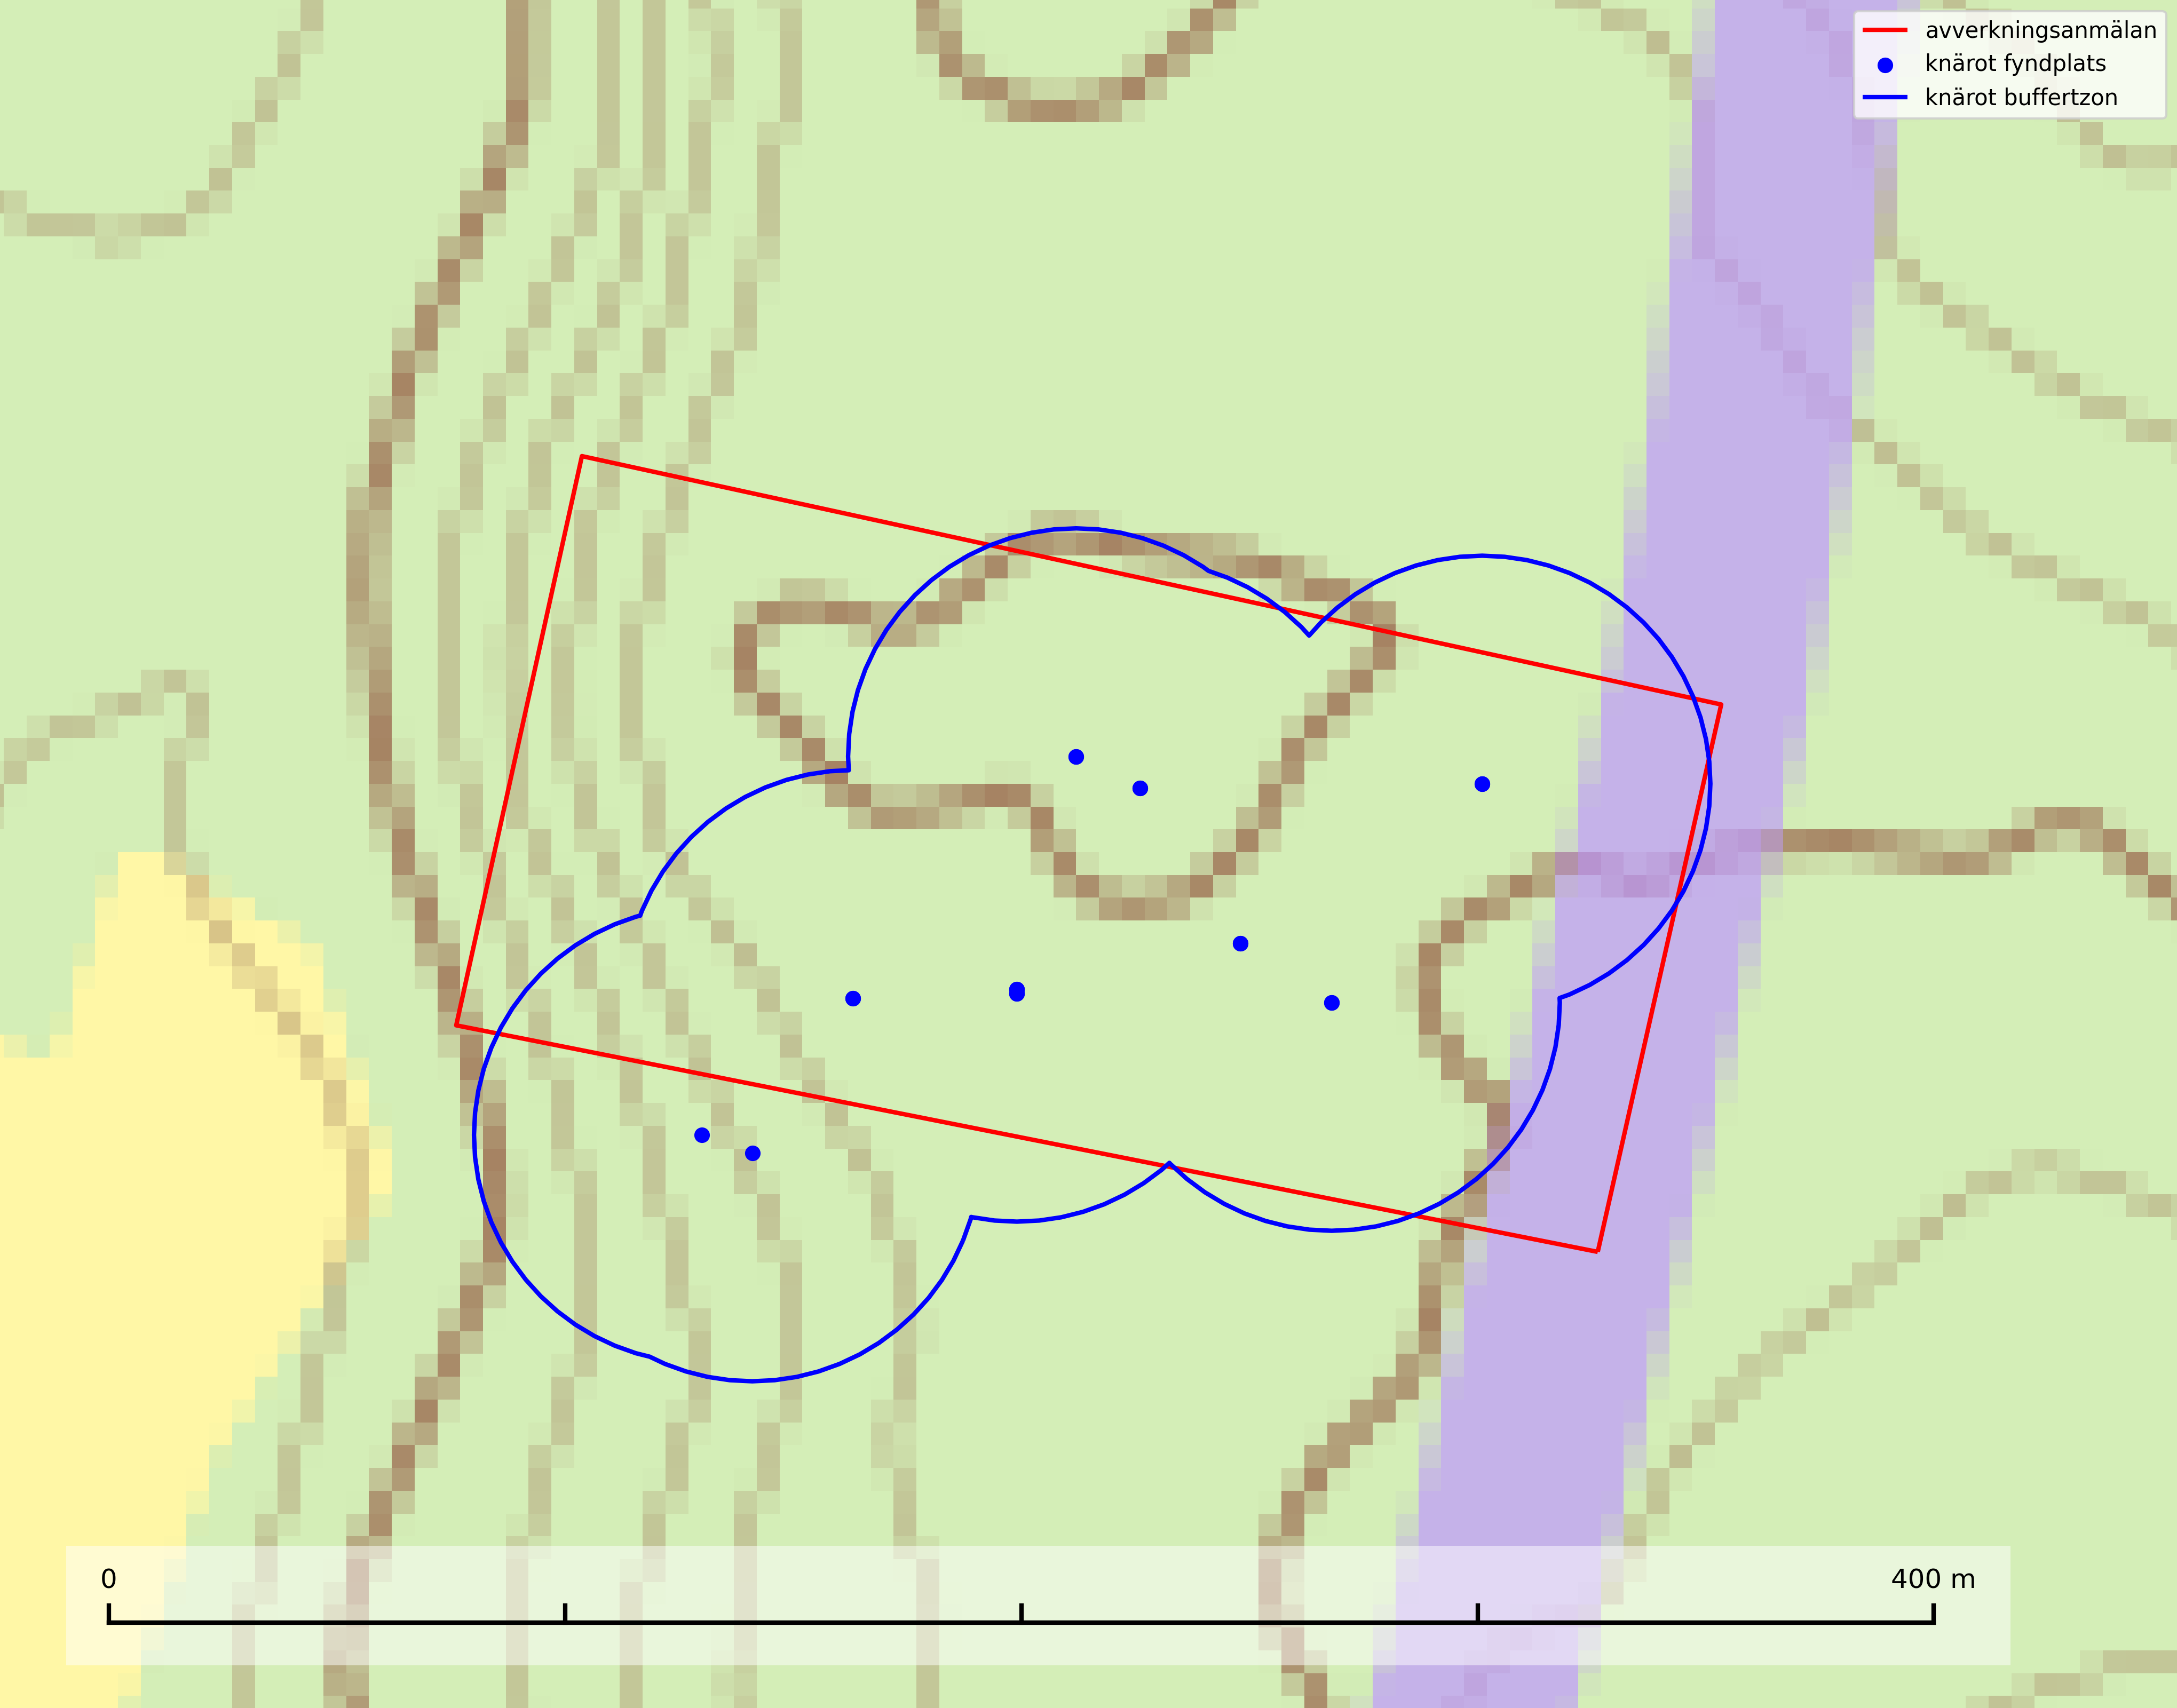 avverkningsanmälan
knärot fyndplats
knärot buffertzon
0
400 m